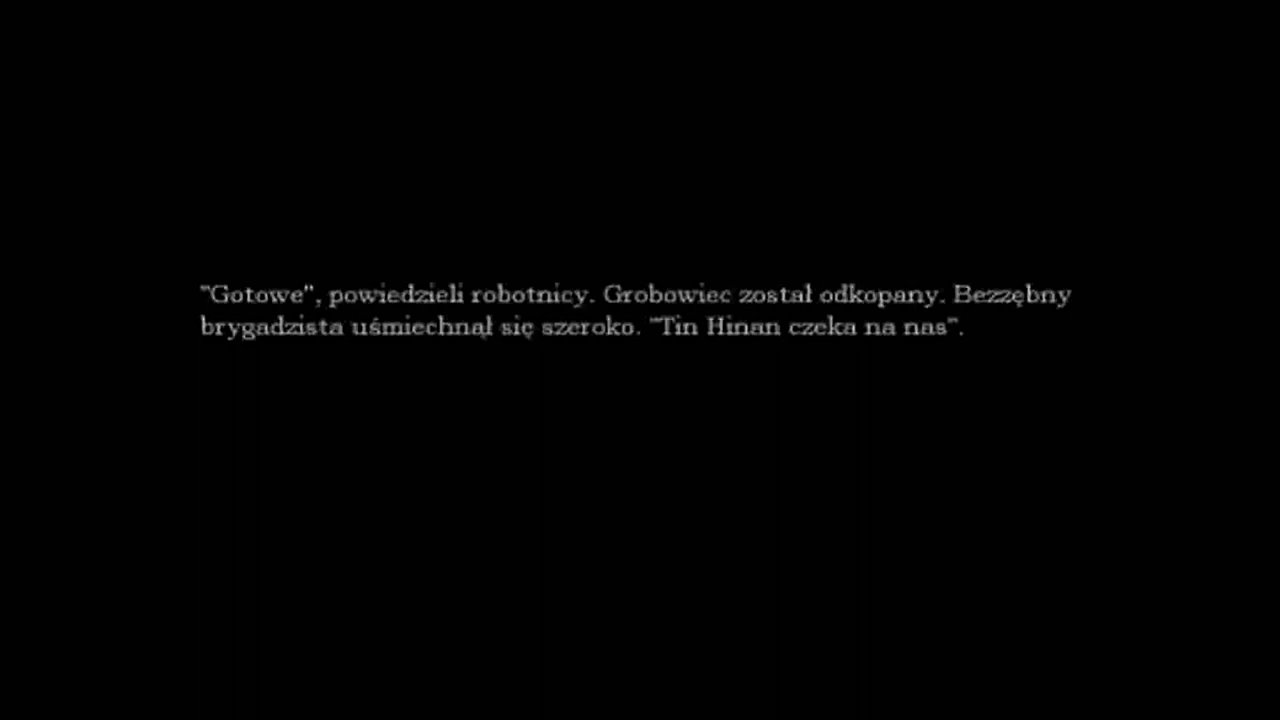 "Gotowe", powiedzieli robotnicy. Grobowiec został odkopany. Bezzębny
brygadzista uśmiechnął się szeroko. "Tin Hinan czeka na nas".